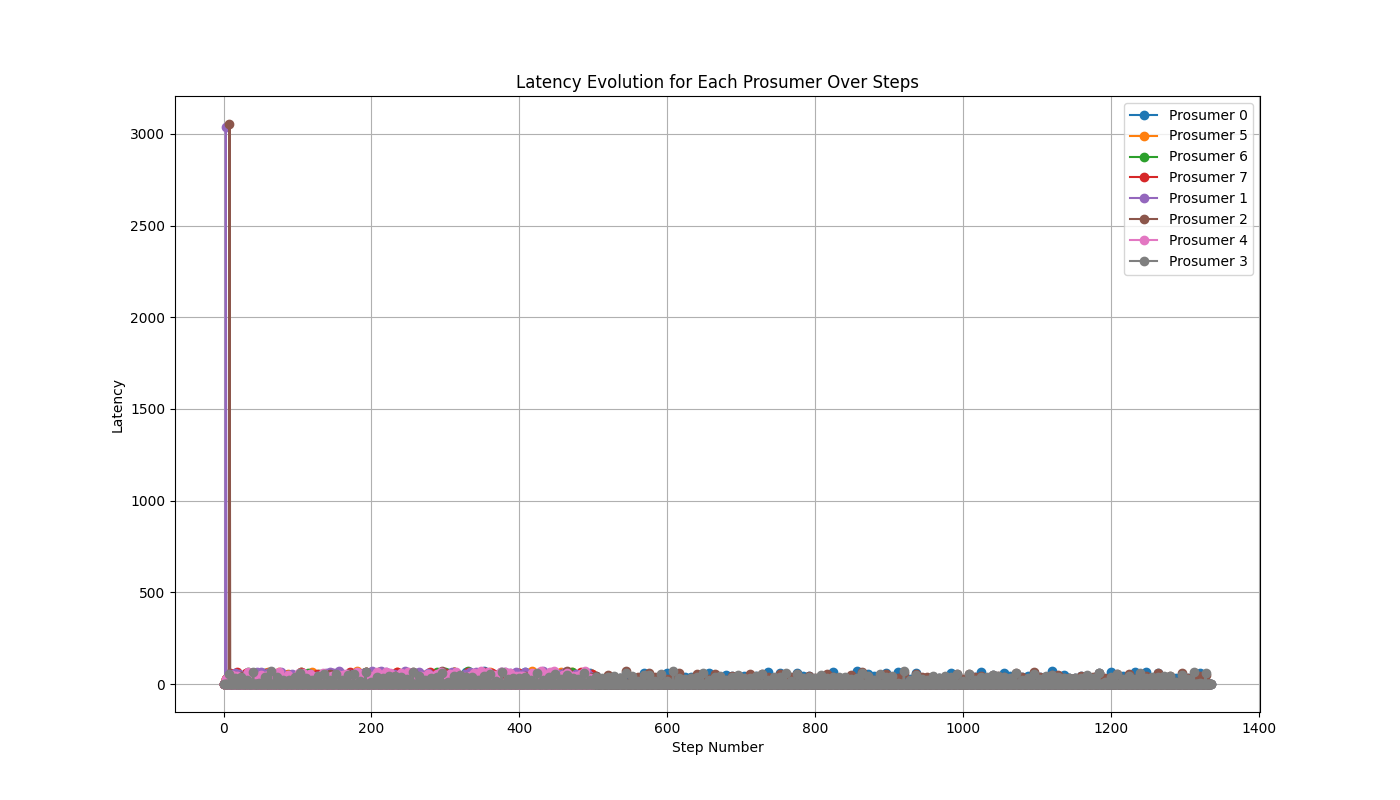 Latency Evolution for Each Prosumer Over Steps
Prosumer 0
Prosumer 5
Prosumer 6
Prosumer 7
Prosumer 1
Prosumer 2
Prosumer 4
Prosumer 3
3000
2500
2000
1500
1000
500
0
Latency
0 200 400 600 800 1000 1200 1400
Step Number